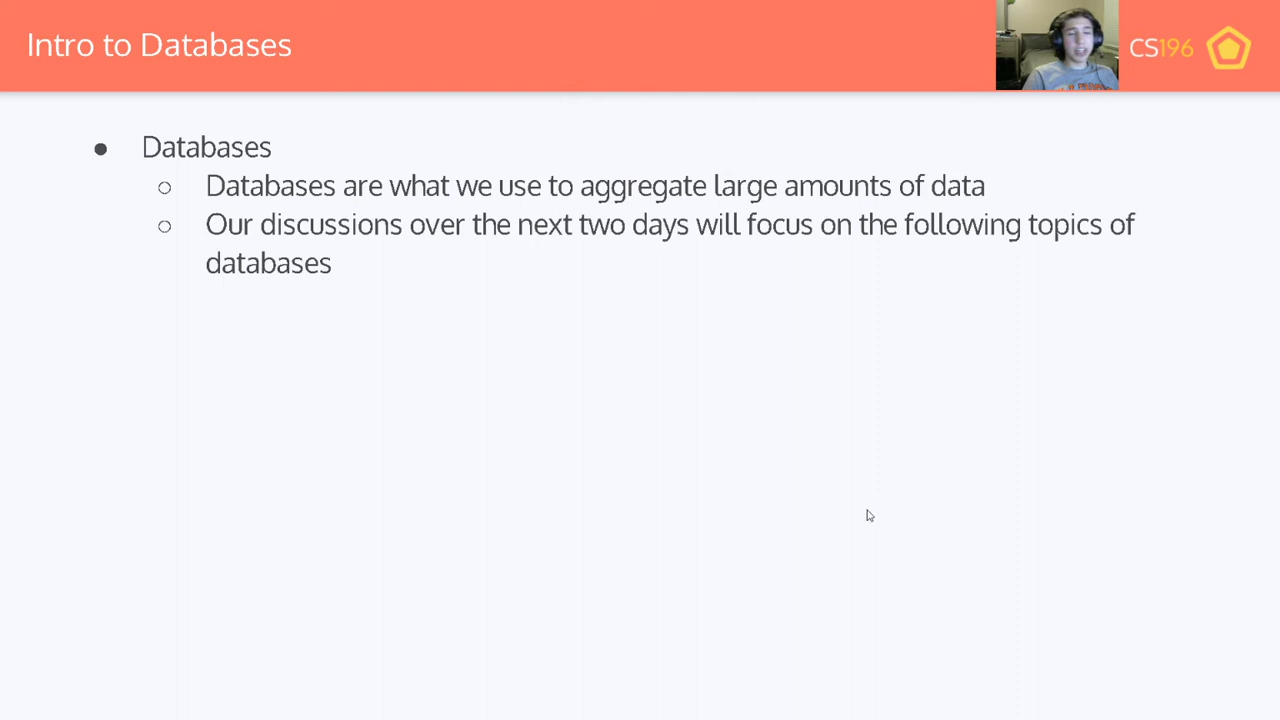 Intro to Databases
CS196
● Databases
○ Databases are what we use to aggregate large amounts of data
○ Our discussions over the next two days will focus on the following topics of
databases